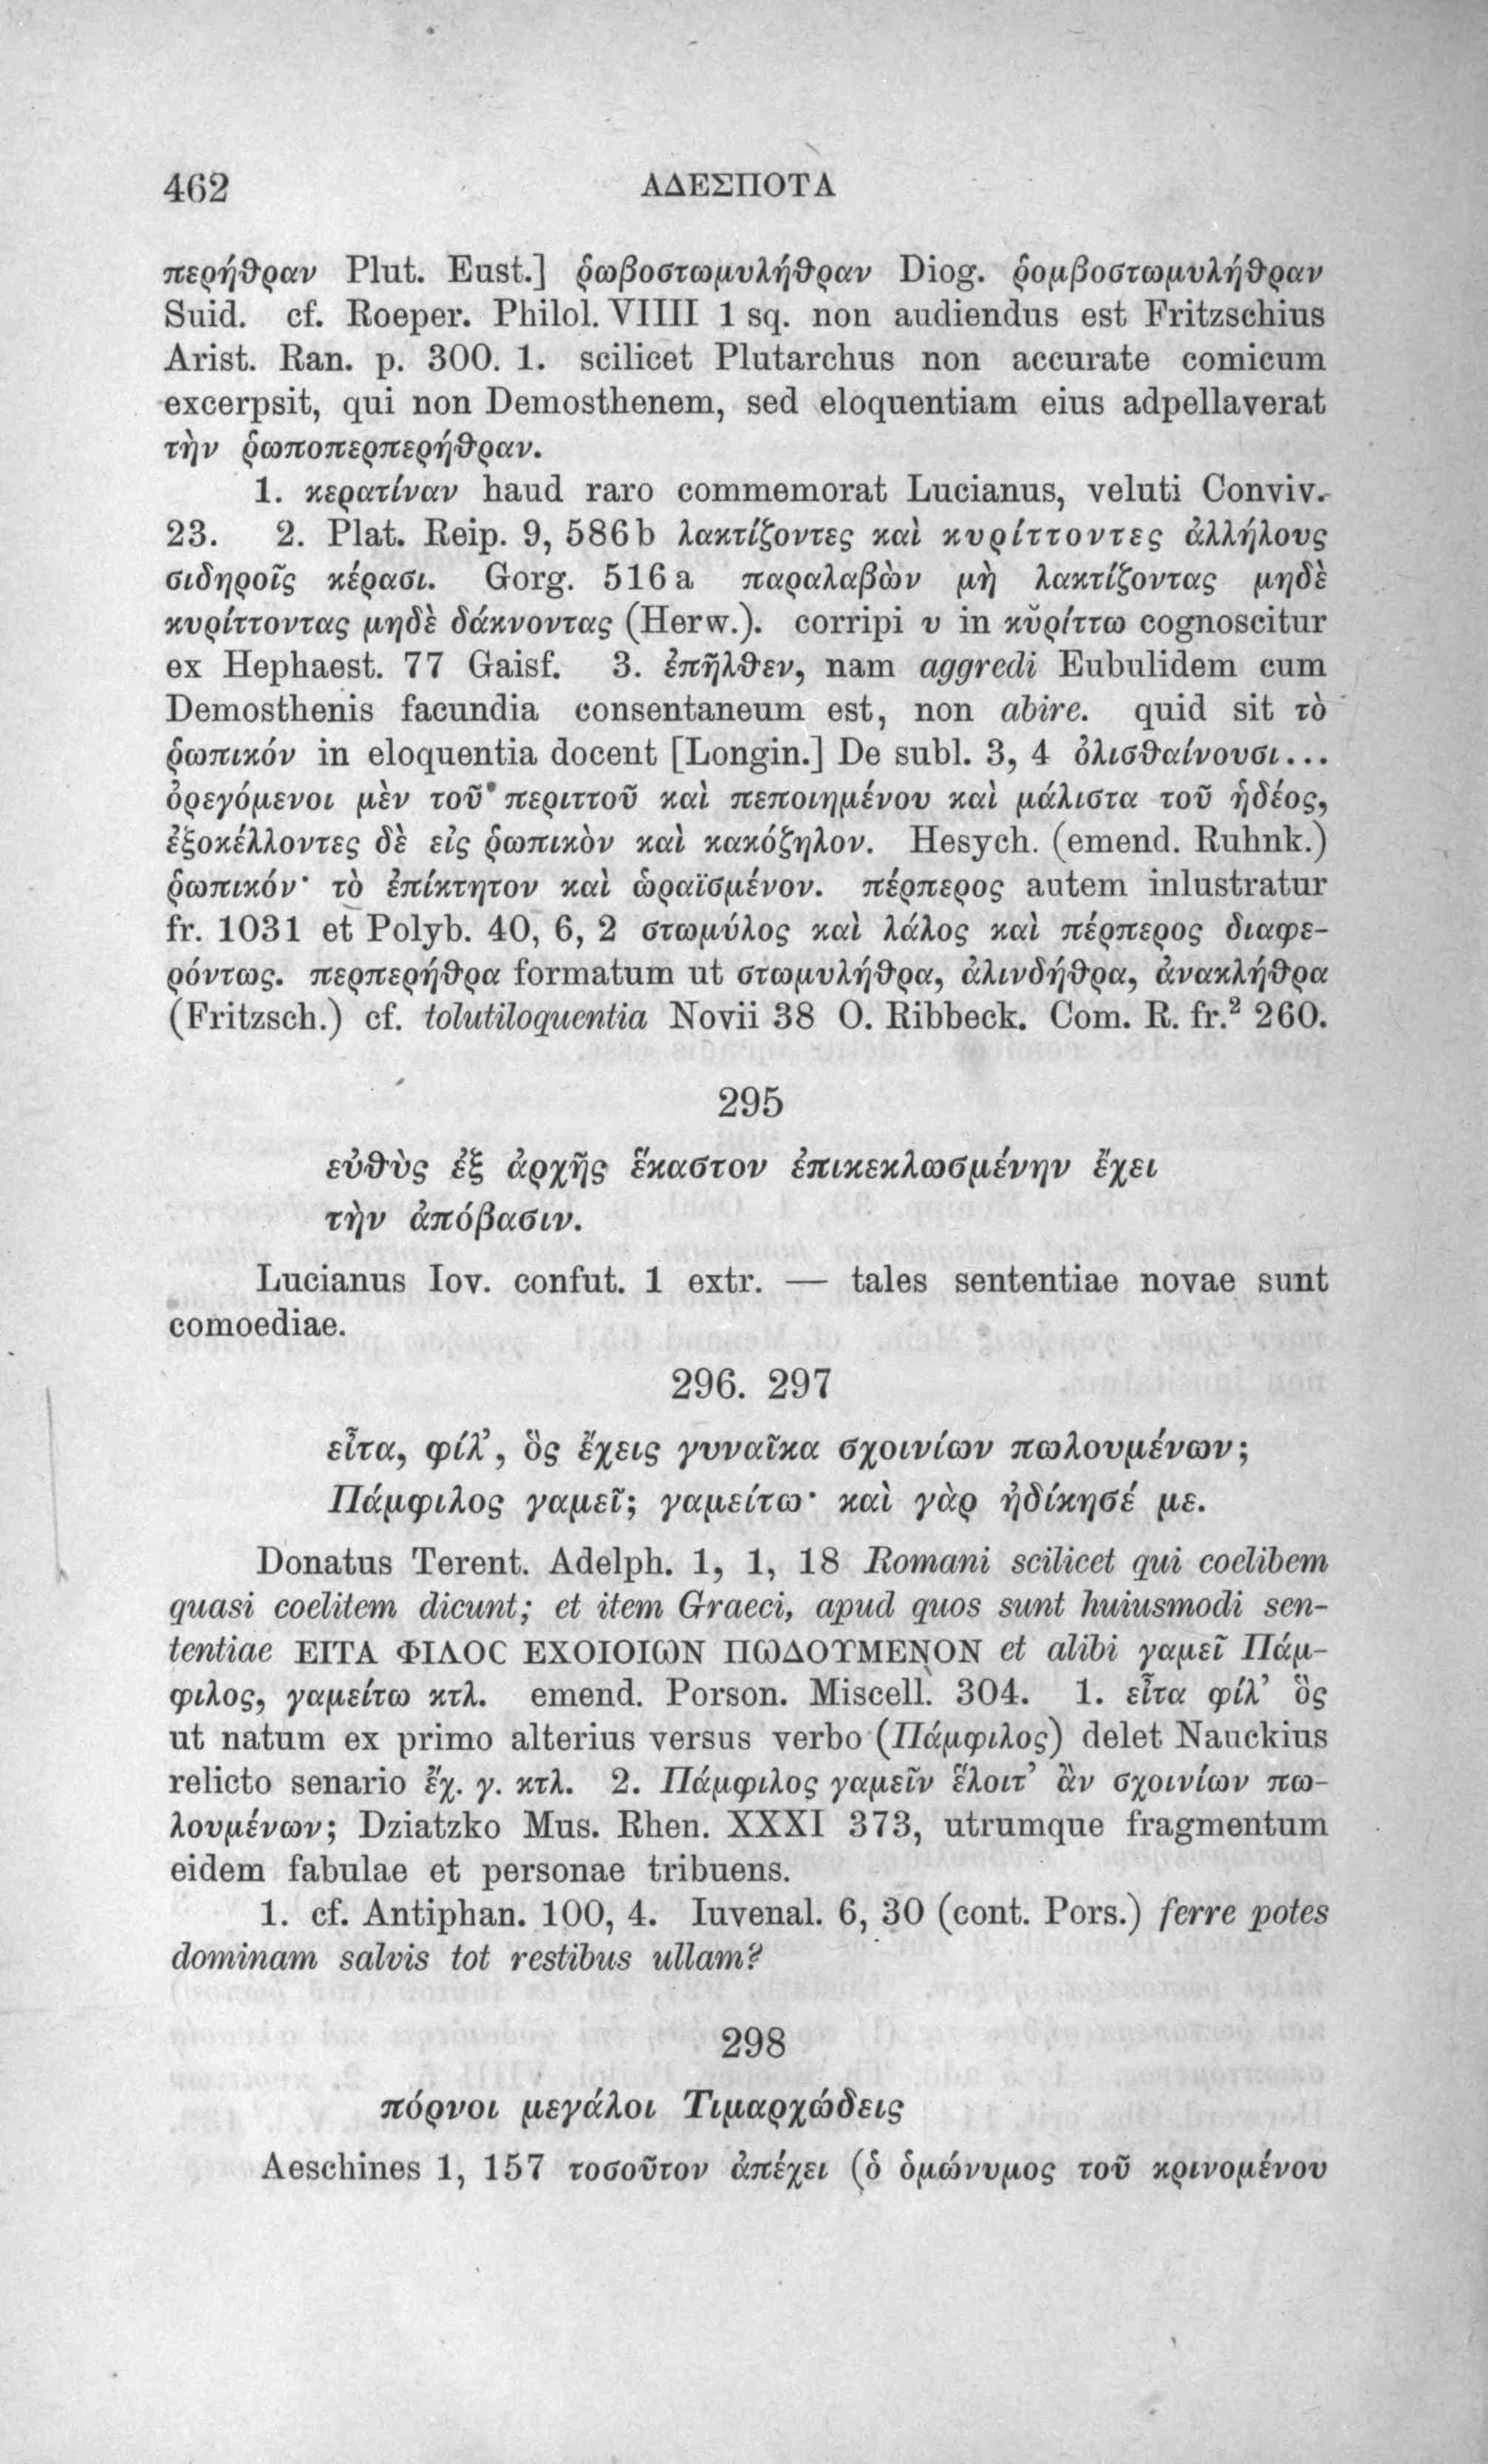 462 ΑΔΕΣΠΟΤΑ
περήθραν Plut. Eust.] ῥωβοστωμυλήθραν Diog. ῥομβοστωμυλήθραν
Suid. cf. Roeper. Philol. VIIII 1 sq. non audiendus est Fritzschius
Arist. Ran. p. 300. 1. scilicet Plutarchus non accurate comicum
excerpsit, qui non Demosthenem, sed eloquentiam eius adpellaverat
τὴν ῥωποπερπερήθραν.
1. κερατίναν haud raro commemorat Lucianus, veluti Conviv.
23. 2. Plat. Reip. 9, 586b λακτίζοντες καὶ κυρίττοντες ἀλλήλους
σιδηροῖς κέρασι. Gorg. 516a παραλαβὼν μὴ λακτίζοντας μηδὲ
κυρίττοντας μηδὲ δάκνοντας (Herw.). corripi υ in κῠρίττω cognoscitur
ex Hephaest. 77 Gaisf. 3. ἐπῆλθεν, nam aggredi Eubulidem cum
Demosthenis facundia consentaneum est, non abire. quid sit τὸ
ῥωπικόν in eloquentia docent [Longin.] De subl. 3, 4 ὀλισθαίνουσι...
ὀρεγόμενοι μὲν τοῦ περιττοῦ καὶ πεποιημένου καὶ μάλιστα τοῦ ἡδέος,
ἐξοκέλλοντες δὲ εἰς ῥωπικὸν καὶ κακόζηλον. Hesych. (emend. Ruhnk.)
ῥωπικόν· τὸ ἐπίκτητον καὶ ὡραϊσμένον. πέρπερος autem inlustratur
fr. 1031 et Polyb. 40, 6, 2 στωμύλος καὶ λάλος καὶ πέρπερος διαφε-
ρόντως. περπερήθρα formatum ut στωμυλήθρα, ἀλινδήθρα, ἀνακλήθρα
(Fritzsch.) cf. tolutiloquentia Novii 38 O. Ribbeck. Com. R. fr.² 260.
295
εὐθὺς ἐξ ἀρχῆς ἕκαστον ἐπικεκλωσμένην ἔχει
τὴν ἀπόβασιν.
Lucianus Iov. confut. 1 extr. — tales sententiae novae sunt
comoediae.
296. 297
εἶτα, φίλ’, ὃς ἔχεις γυναῖκα σχοινίων πωλουμένων;
Πάμφιλος γαμεῖ; γαμείτω· καὶ γὰρ ἠδίκησέ με.
Donatus Terent. Adelph. 1, 1, 18 Romani scilicet qui coelibem
quasi coelitem dicunt; et item Graeci, apud quos sunt huiusmodi sen-
tentiae ΕΙΤΑ ΦΙΛΟC ΕΧΟΙΟΙѠΝ ΠѠΔΟΥΜΕΝΟΝ et alibi γαμεῖ Πάμ-
φιλος, γαμείτω κτλ. emend. Porson. Miscell. 304. 1. εἶτα φίλ’ ὃς
ut natum ex primo alterius versus verbo (Πάμφιλος) delet Nauckius
relicto senario ἔχ. γ. κτλ. 2. Πάμφιλος γαμεῖν ἕλοιτ’ ἂν σχοινίων πω-
λουμένων; Dziatzko Mus. Rhen. XXXI 373, utrumque fragmentum
eidem fabulae et personae tribuens.
1. cf. Antiphan. 100, 4. Iuvenal. 6, 30 (cont. Pors.) ferre potes
dominam salvis tot restibus ullam?
298
πόρνοι μεγάλοι Τιμαρχώδεις
Aeschines 1, 157 τοσοῦτον ἀπέχει (ὁ ὁμώνυμος τοῦ κρινομένου